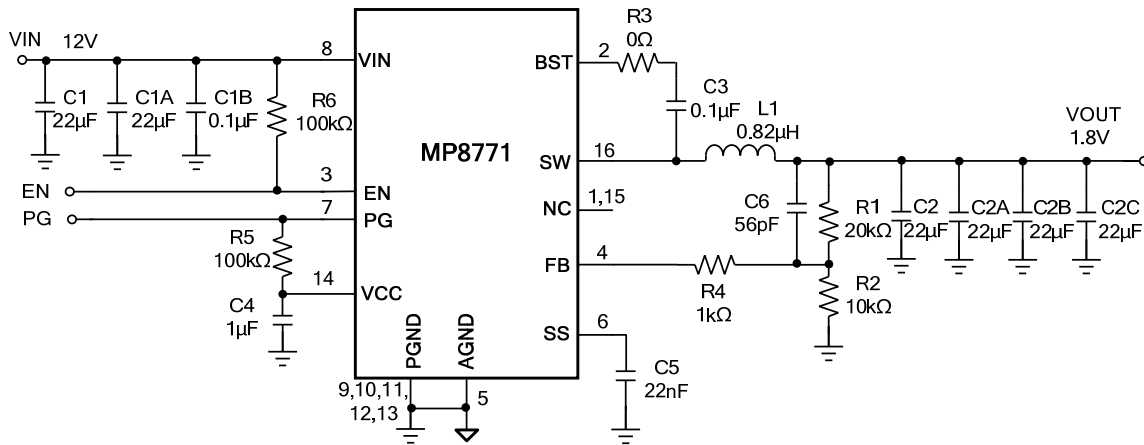 VIN
12V
C1
22µF
C1A
22µF
C1B
0.1µF
R6
100kΩ
EN
PG
R5
100kΩ
C4
1µF
8
3
7
14
VIN
EN
PG
VCC
MP8771
BST
SW
NC
FB
SS
PGND
AGND
9,10,11,
12,13
5
2
R3
0Ω
C3
0.1µF
16
L1
0.82µH
1,15
4
6
C6
56pF
R4
1kΩ
C5
22nF
R1
20kΩ
R2
10kΩ
C2
22µF
C2A
22µF
C2B
22µF
C2C
22µF
VOUT
1.8V